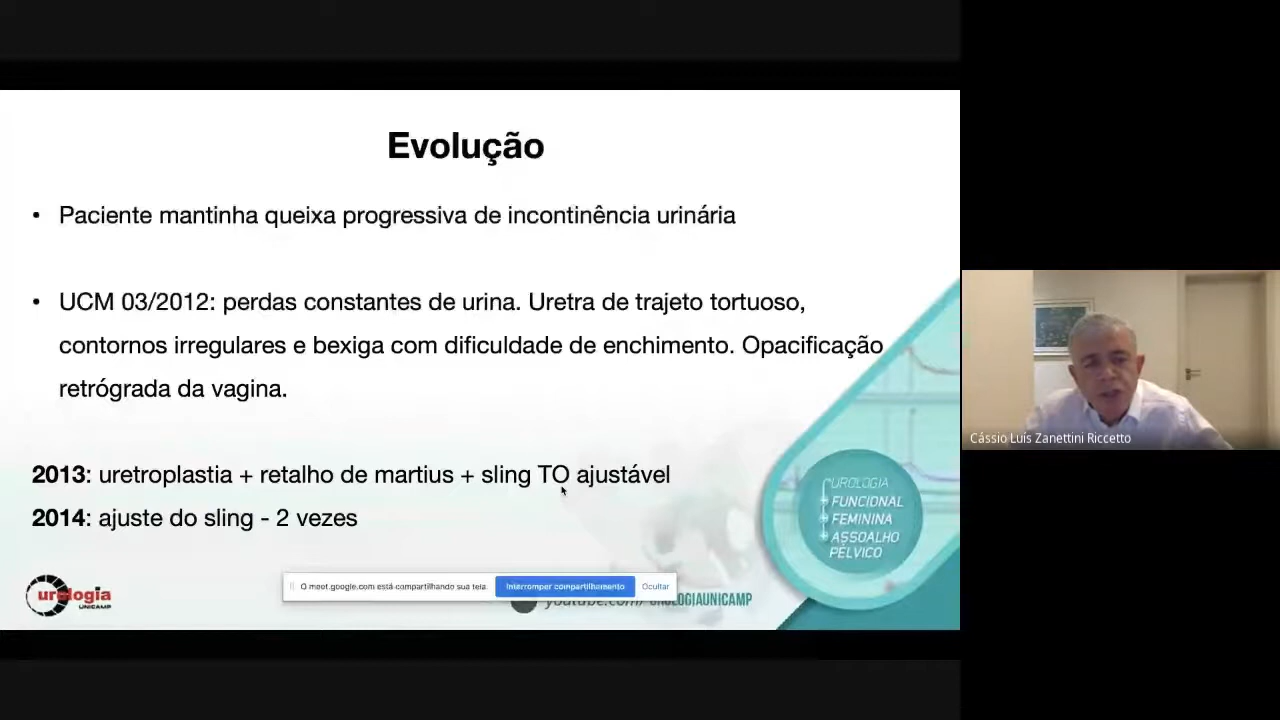 Evolução
• Paciente mantinha queixa progressiva de incontinência urinária
• UCM 03/2012: perdas constantes de urina. Uretra de trajeto tortuoso,
contornos irregulares e bexiga com dificuldade de enchimento. Opacificação
retrógrada da vagina.
2013: uretroplastia + retalho de martius + sling TO ajustável
2014: ajuste do sling - 2 vezes
UROLOGIA
FUNCIONAL
FEMININA
ASSOALHO
PÉLVICO
urologia
UNICAMP
O meet.google.com está compartilhando sua tela.
Interromper compartilhamento
Ocultar
youtube.com/ UROLOGIAUNICAMP
Cássio Luís Zanettini Riccetto